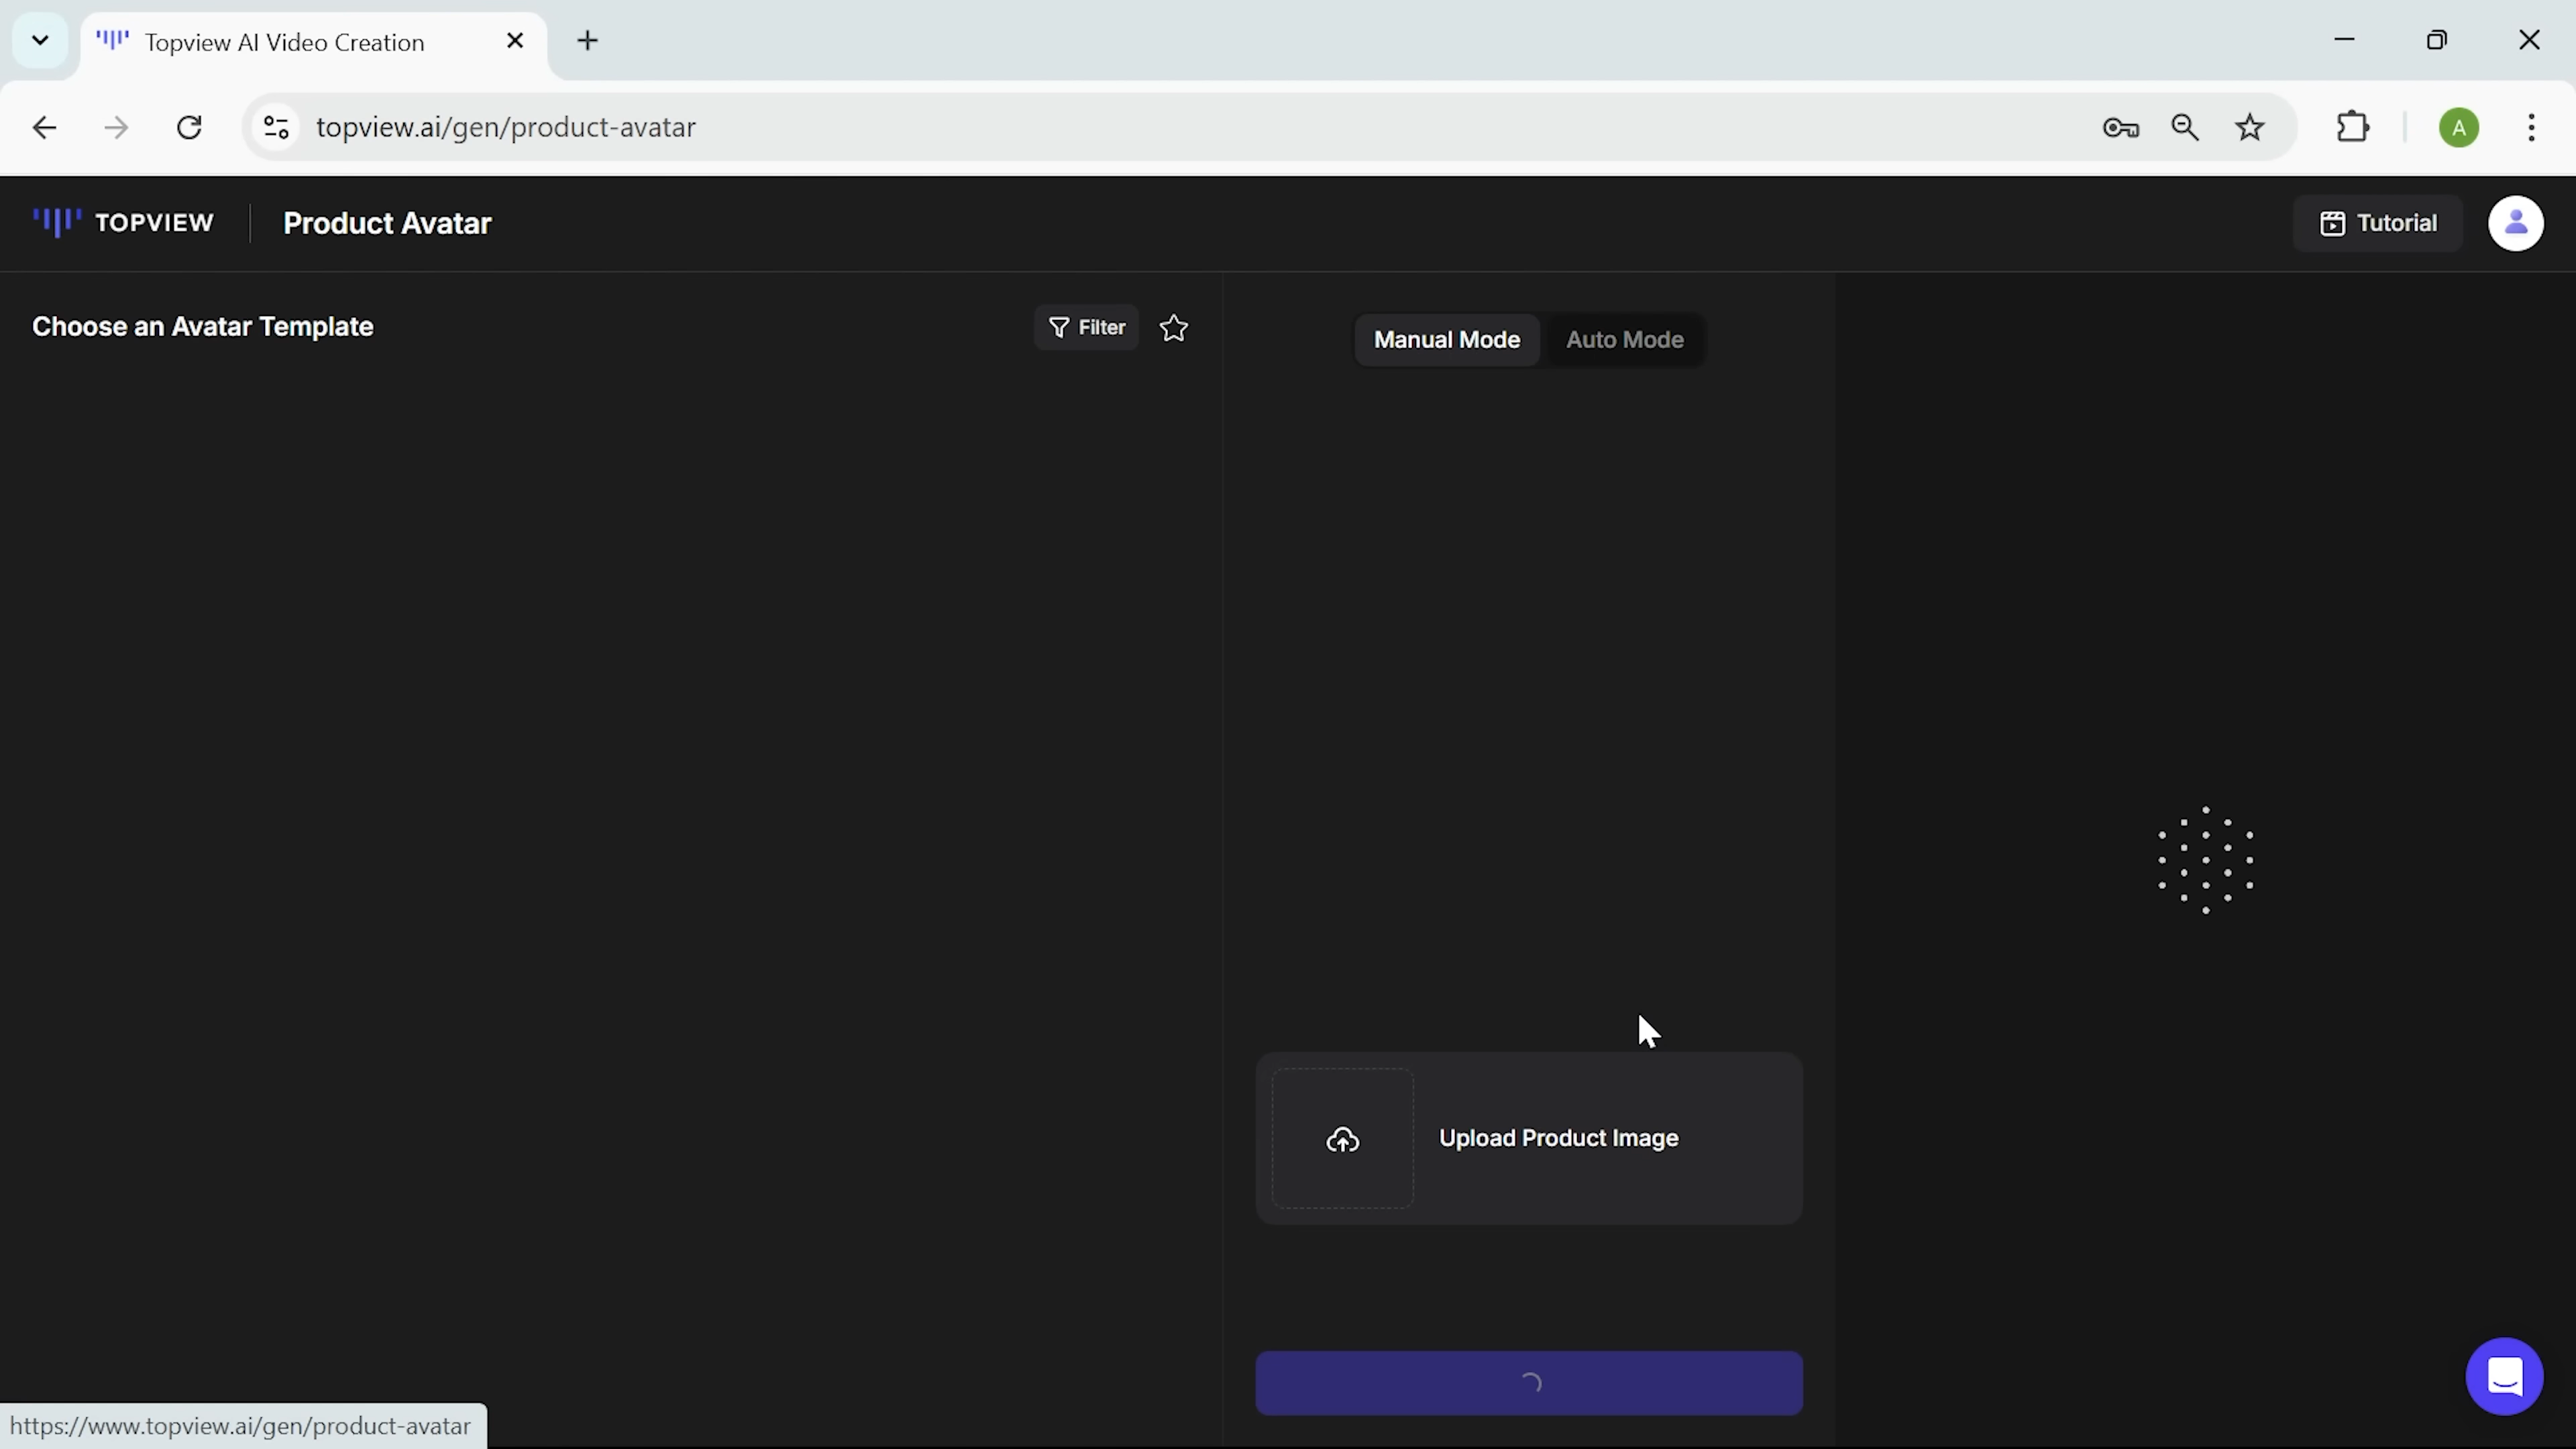 Topview AI Video Creation
topview.ai/gen/product-avatar
A
TOPVIEW
Product Avatar
Tutorial
Choose an Avatar Template
Filter
Manual Mode
Auto Mode
Upload Product Image
https://www.topview.ai/gen/product-avatar